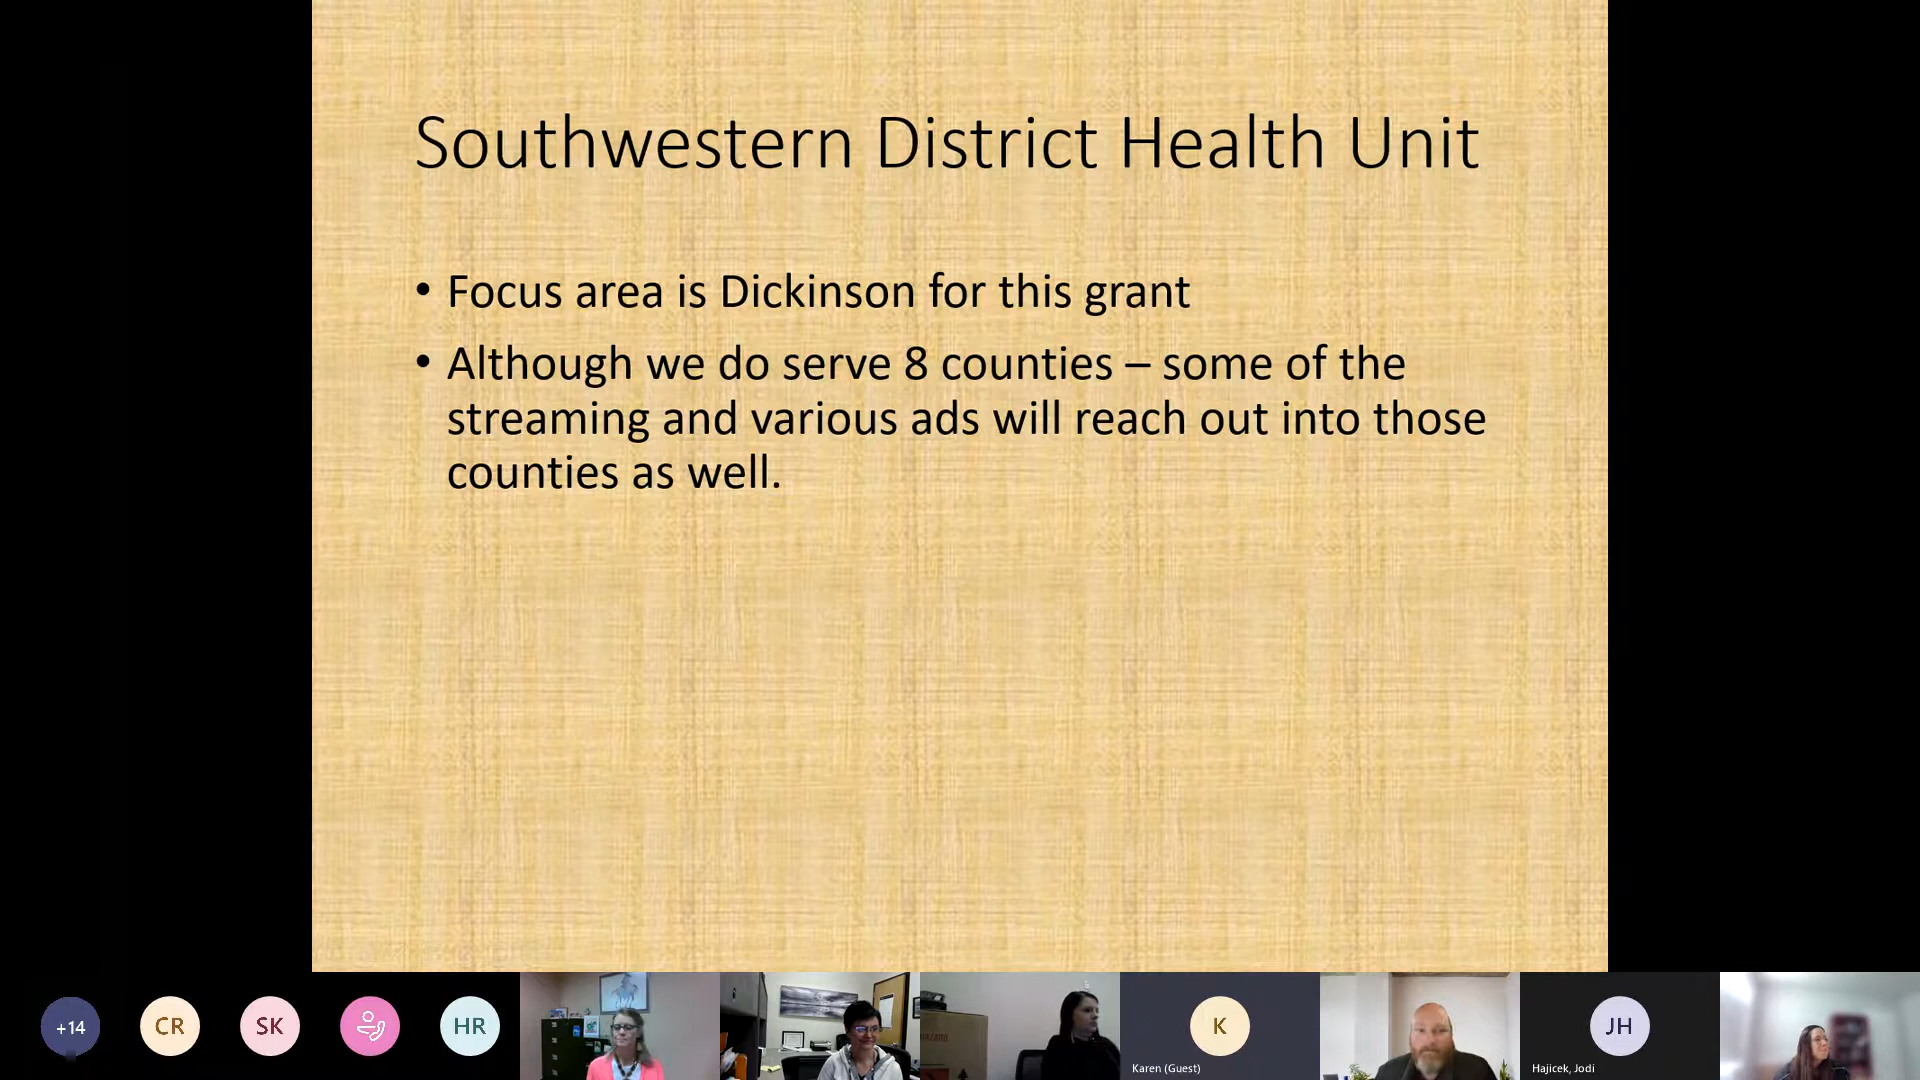 Southwestern District Health Unit
• Focus area is Dickinson for this grant
• Although we do serve 8 counties – some of the
streaming and various ads will reach out into those
counties as well.
+14
CR
SK
HR
K
Karen (Guest)
JH
Hajicek, Jodi